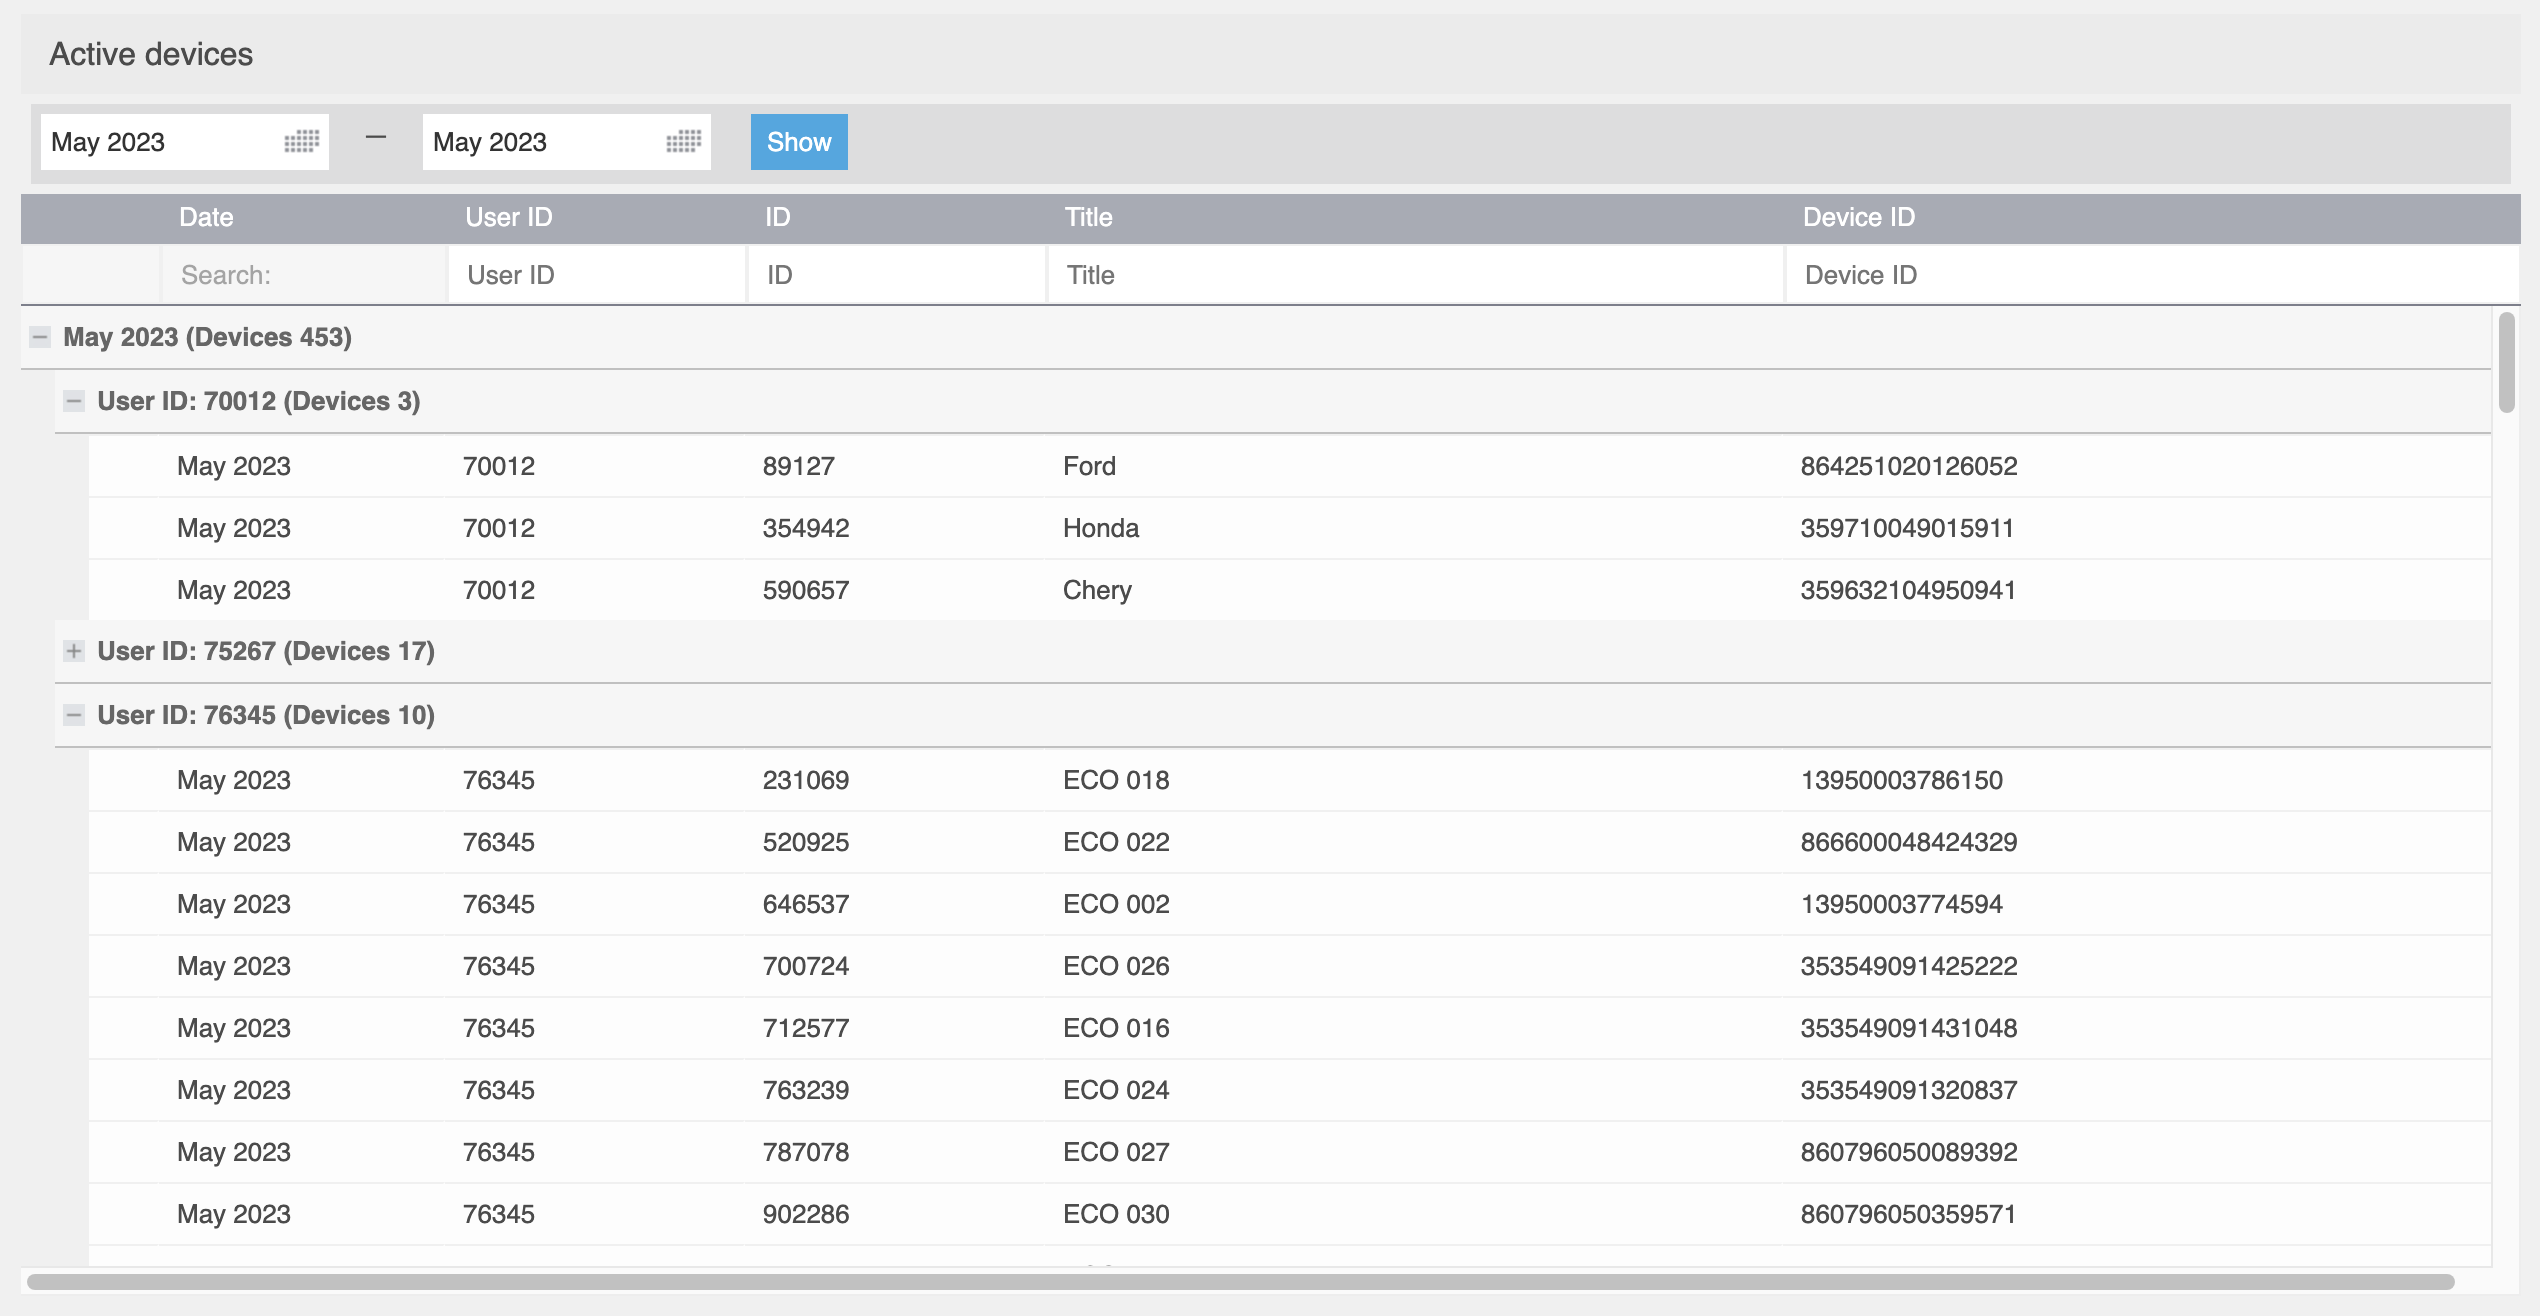 Active devices
May 2023 — May 2023 Show
Date User ID ID Title Device ID
Search: User ID ID Title Device ID
May 2023 (Devices 453)
User ID: 70012 (Devices 3)
May 2023 70012 89127 Ford 864251020126052
May 2023 70012 354942 Honda 359710049015911
May 2023 70012 590657 Chery 359632104950941
User ID: 75267 (Devices 17)
User ID: 76345 (Devices 10)
May 2023 76345 231069 ECO 018 13950003786150
May 2023 76345 520925 ECO 022 866600048424329
May 2023 76345 646537 ECO 002 13950003774594
May 2023 76345 700724 ECO 026 353549091425222
May 2023 76345 712577 ECO 016 353549091431048
May 2023 76345 763239 ECO 024 353549091320837
May 2023 76345 787078 ECO 027 860796050089392
May 2023 76345 902286 ECO 030 860796050359571